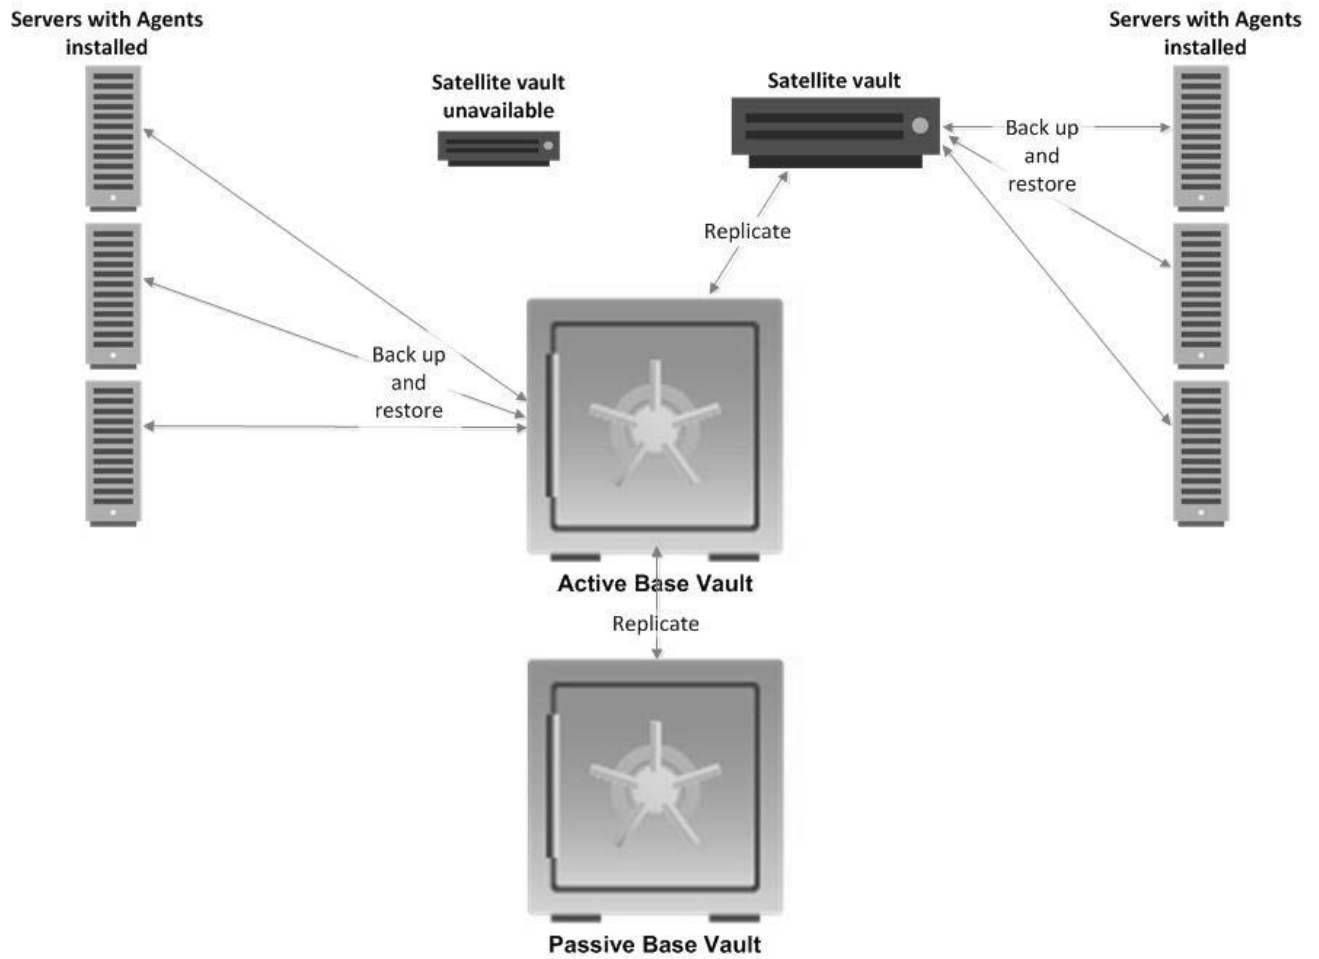 Servers with Agents
installed
Satellite vault
unavailable
Satellite vault
Servers with Agents
installed
Back up
and
restore
Replicate
Back up
and
restore
Active Base Vault
Replicate
Passive Base Vault